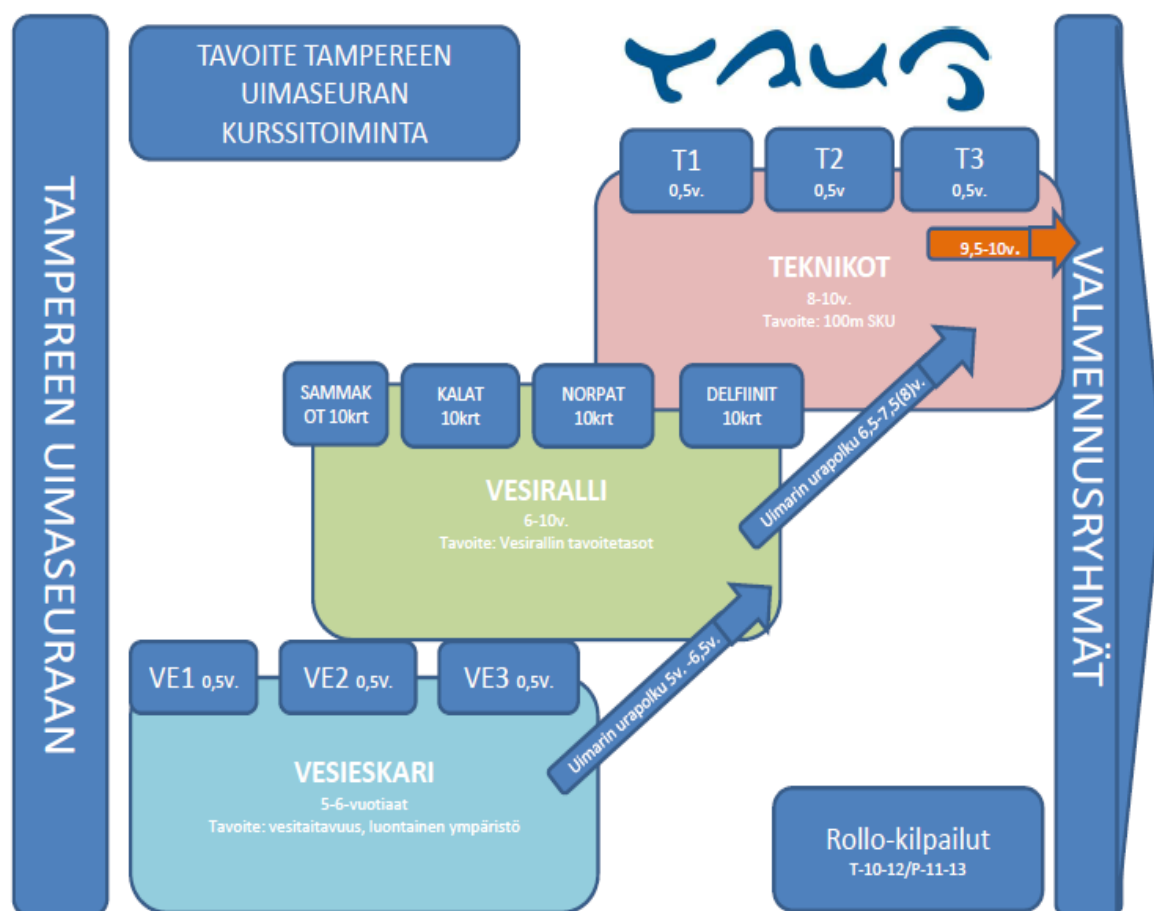 TAMPEREEN UIMASEURAAN
TAVOITE TAMPEREEN
UIMASEURAN
KURSSITOIMINTA
TAUS
T1
0,5v.
T2
0,5v
T3
0,5v.
9,5-10v.
TEKNIKOT
8-10v.
Tavoite: 100m SKU
Uimarin urapolku 6,5-7,5(8)v.
SAMMAK
OT 10krt
KALAT
10krt
NORPAT
10krt
DELFIINIT
10krt
VESIRALLI
6-10v.
Tavoite: Vesirallin tavoitetasot
Uimarin urapolku 5v. -6,5v.
VE1 0,5V.
VE2 0,5V.
VE3 0,5V.
VESIESKARI
5-6-vuotiaat
Tavoite: vesitaitavuus, luontainen ympäristö
Rollo-kilpailut
T-10-12/P-11-13
VALMENNUSRYHMÄT